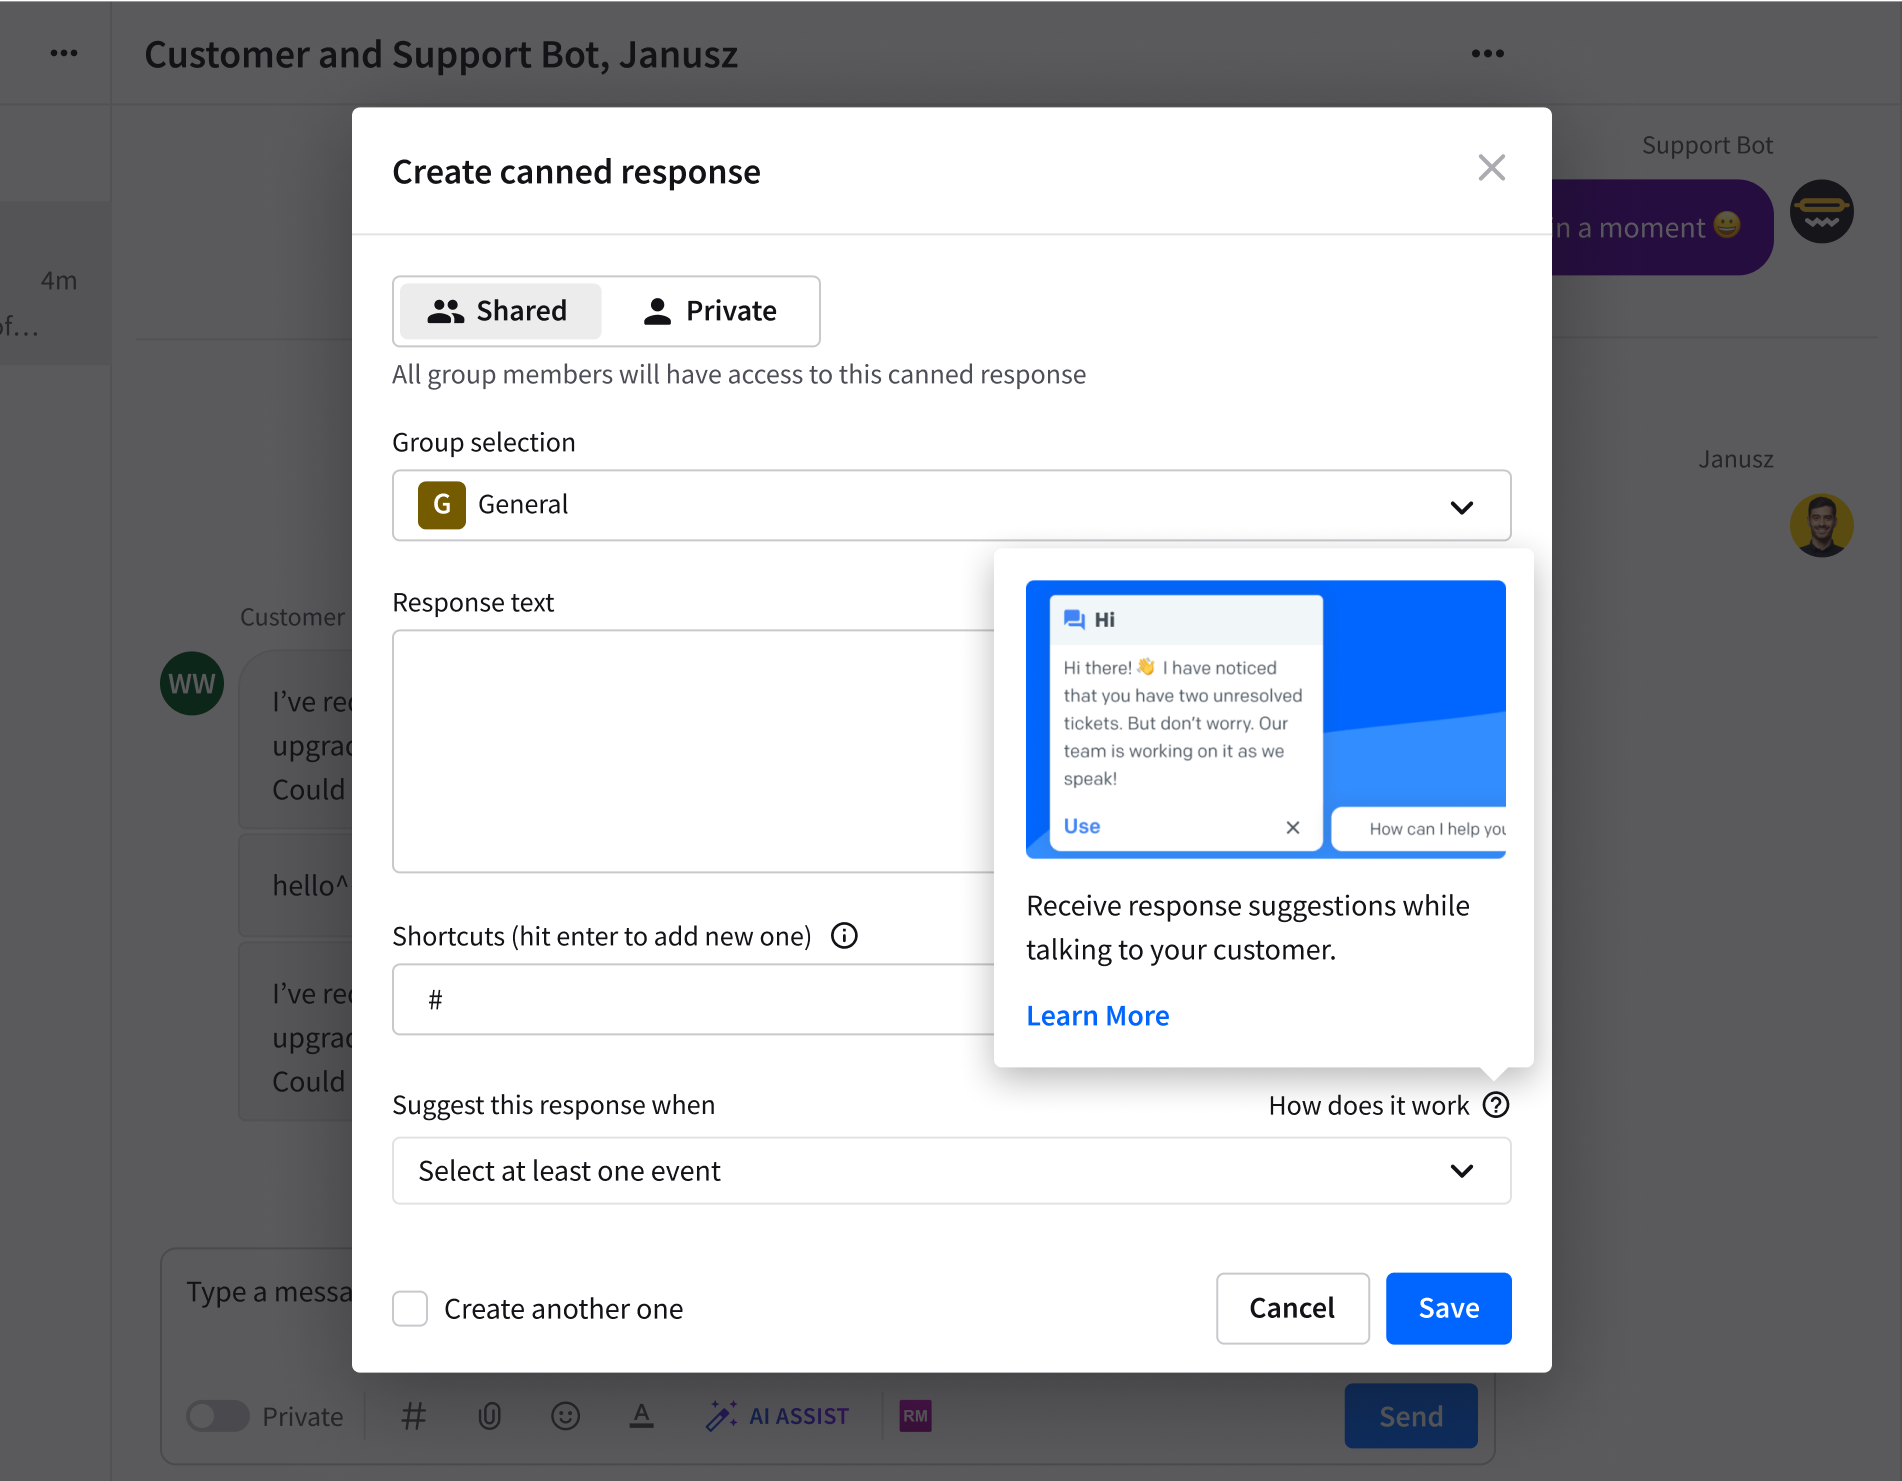 Customer and Support Bot, Janusz
Support Bot
n a moment 😀
4m
of…
Create canned response
Shared
Private
All group members will have access to this canned response
Group selection
G General
Janusz
Response text
Hi
Hi there! 👋 I have noticed
that you have two unresolved
tickets. But don't worry. Our
team is working on it as we
speak!
Use
How can I help you
Receive response suggestions while
talking to your customer.
Learn More
Customer
WW
I've rec
upgrad
Could
hello^
I've rec
upgrad
Could
Shortcuts (hit enter to add new one)
#
Suggest this response when
How does it work
Select at least one event
Create another one
Cancel
Save
Type a messa
Private
AI ASSIST
RM
Send